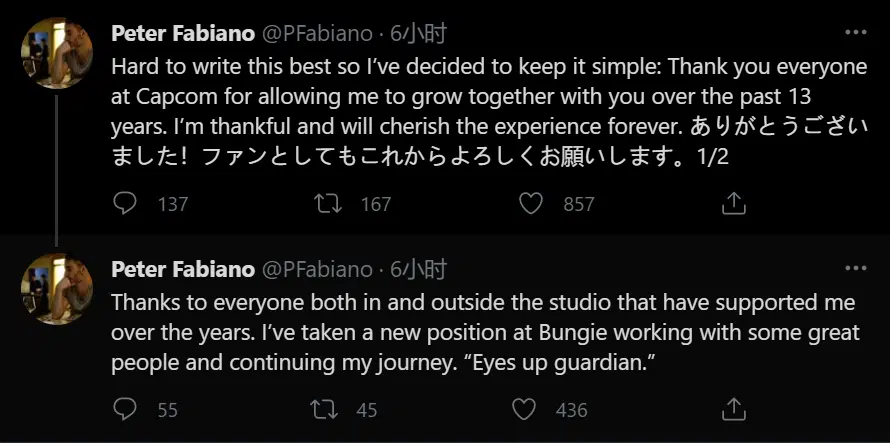 Peter Fabiano @PFabiano · 6小时
Hard to write this best so I’ve decided to keep it simple: Thank you everyone
at Capcom for allowing me to grow together with you over the past 13
years. I’m thankful and will cherish the experience forever. ありがとうござい
ました！ファンとしてもこれからよろしくお願いします。1/2
137 167 857
Peter Fabiano @PFabiano · 6小时
Thanks to everyone both in and outside the studio that have supported me
over the years. I’ve taken a new position at Bungie working with some great
people and continuing my journey. “Eyes up guardian.”
55 45 436